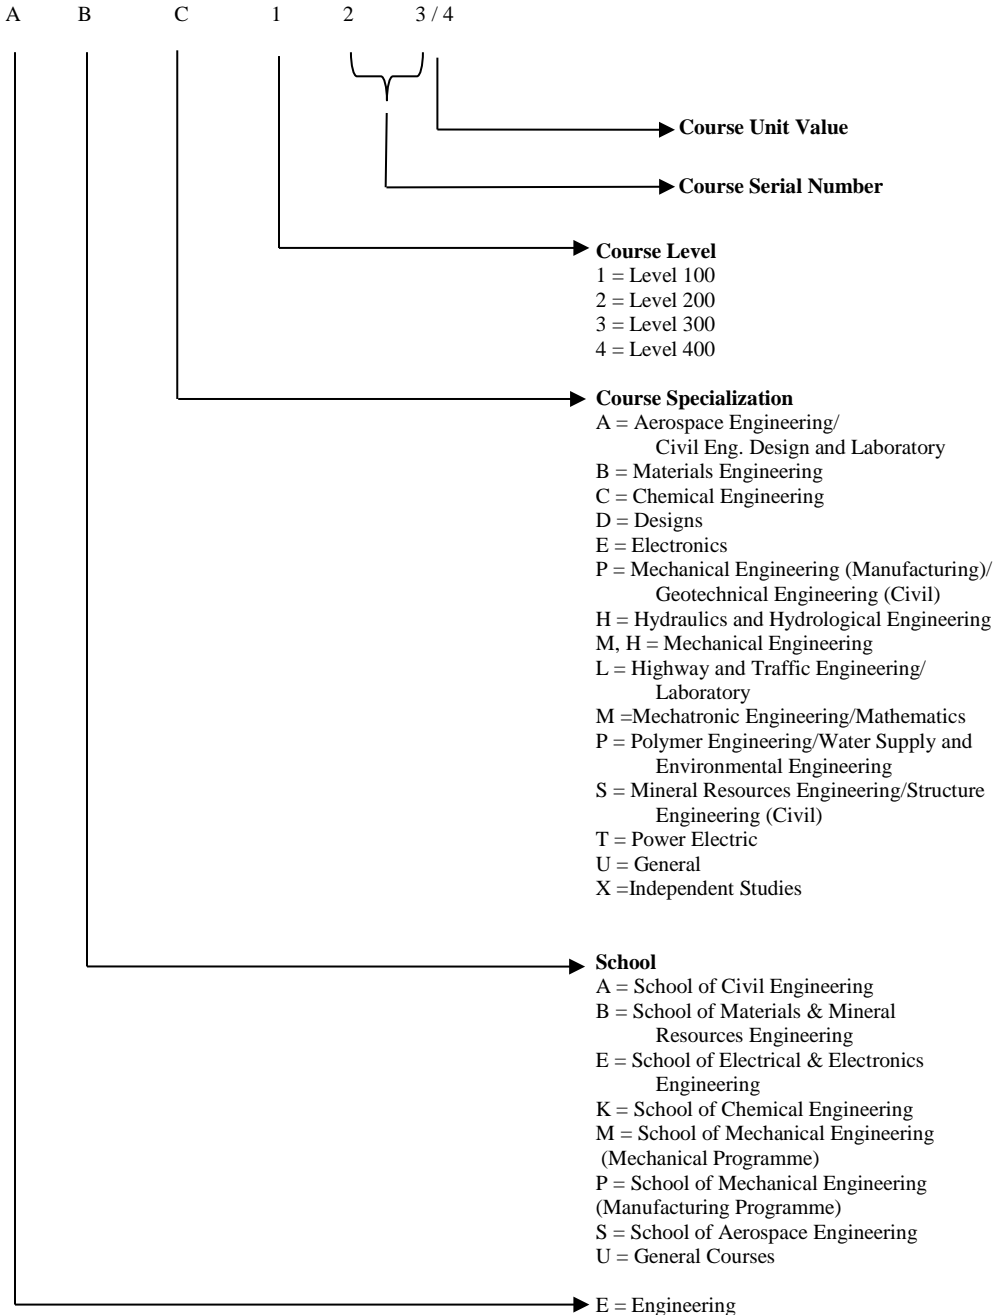 A B C 1 2 3 / 4
Course Unit Value
Course Serial Number
Course Level
1 = Level 100
2 = Level 200
3 = Level 300
4 = Level 400
Course Specialization
A = Aerospace Engineering/
Civil Eng. Design and Laboratory
B = Materials Engineering
C = Chemical Engineering
D = Designs
E = Electronics
P = Mechanical Engineering (Manufacturing)/
Geotechnical Engineering (Civil)
H = Hydraulics and Hydrological Engineering
M, H = Mechanical Engineering
L = Highway and Traffic Engineering/
Laboratory
M =Mechatronic Engineering/Mathematics
P = Polymer Engineering/Water Supply and
Environmental Engineering
S = Mineral Resources Engineering/Structure
Engineering (Civil)
T = Power Electric
U = General
X =Independent Studies
School
A = School of Civil Engineering
B = School of Materials & Mineral
Resources Engineering
E = School of Electrical & Electronics
Engineering
K = School of Chemical Engineering
M = School of Mechanical Engineering
(Mechanical Programme)
P = School of Mechanical Engineering
(Manufacturing Programme)
S = School of Aerospace Engineering
U = General Courses
E = Engineering